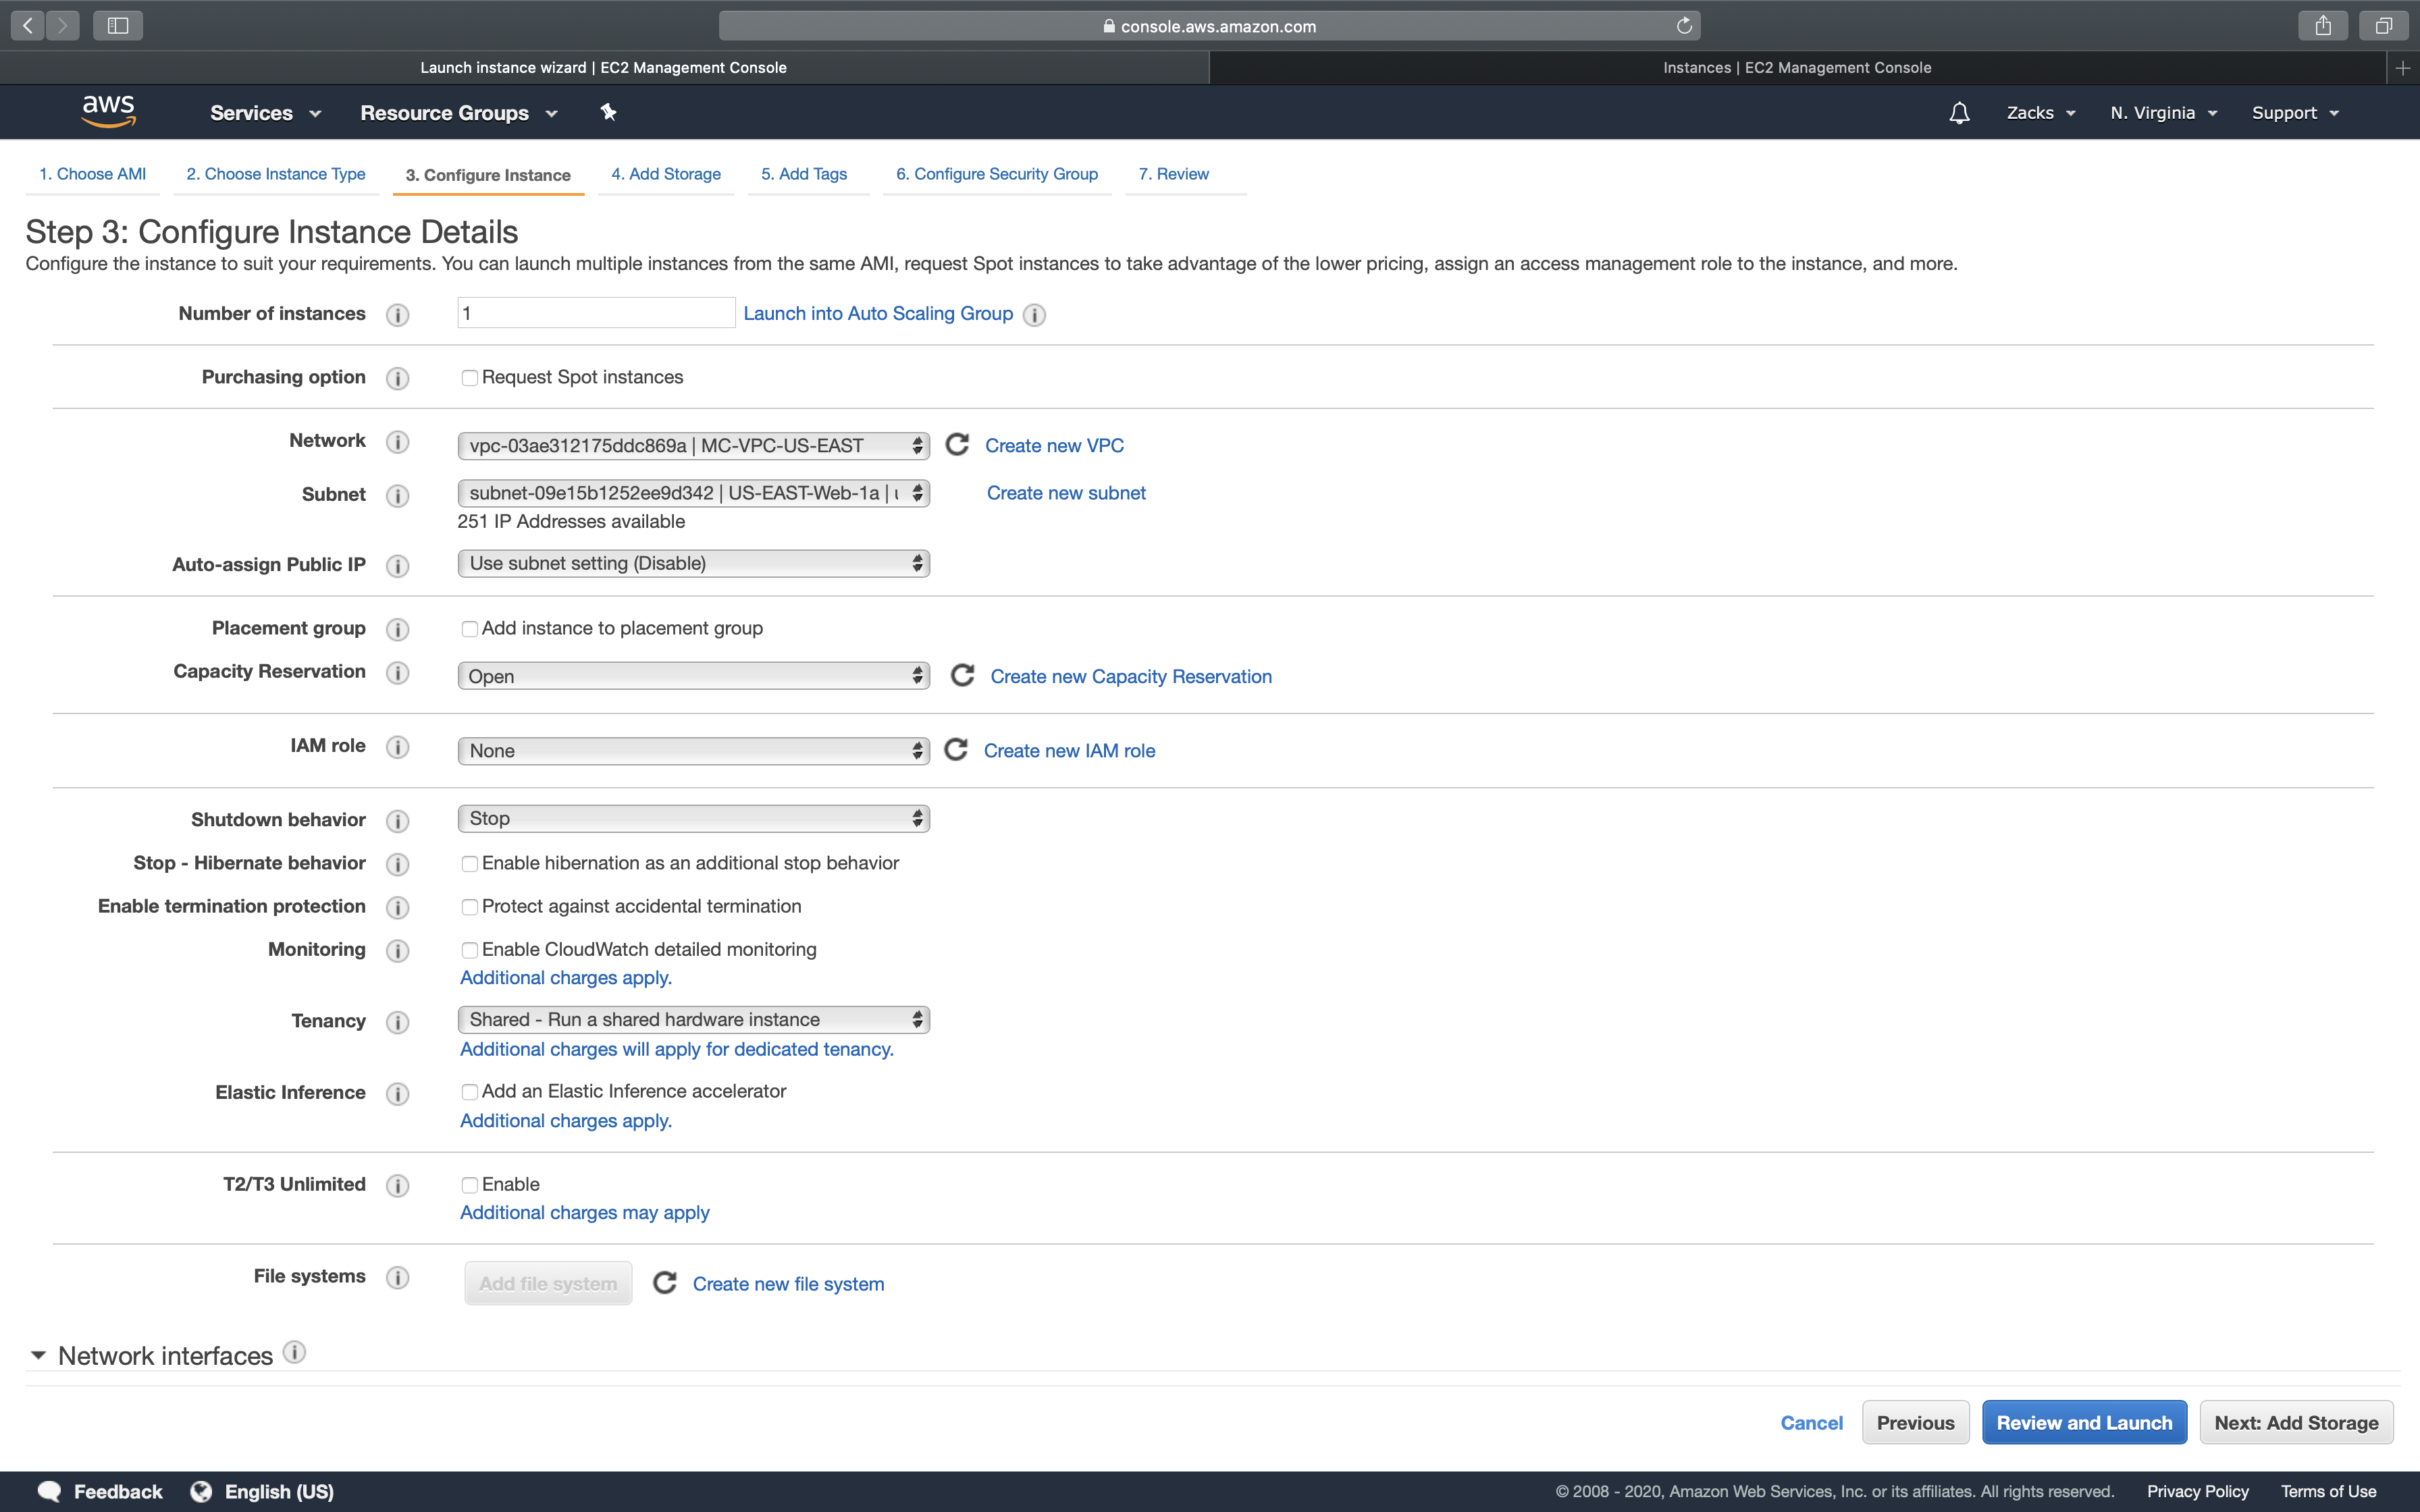 console.aws.amazon.com
Launch instance wizard | EC2 Management Console
Instances | EC2 Management Console
aws Services Resource Groups Zacks N. Virginia Support
1. Choose AMI 2. Choose Instance Type 3. Configure Instance 4. Add Storage 5. Add Tags 6. Configure Security Group 7. Review
Step 3: Configure Instance Details
Configure the instance to suit your requirements. You can launch multiple instances from the same AMI, request Spot instances to take advantage of the lower pricing, assign an access management role to the instance, and more.
Number of instances i 1 Launch into Auto Scaling Group i
Purchasing option i Request Spot instances
Network i vpc-03ae312175ddc869a | MC-VPC-US-EAST Create new VPC
Subnet i subnet-09e15b1252ee9d342 | US-EAST-Web-1a | Create new subnet
251 IP Addresses available
Auto-assign Public IP i Use subnet setting (Disable)
Placement group i Add instance to placement group
Capacity Reservation i Open Create new Capacity Reservation
IAM role i None Create new IAM role
Shutdown behavior i Stop
Stop - Hibernate behavior i Enable hibernation as an additional stop behavior
Enable termination protection i Protect against accidental termination
Monitoring i Enable CloudWatch detailed monitoring
Additional charges apply.
Tenancy i Shared - Run a shared hardware instance
Additional charges will apply for dedicated tenancy.
Elastic Inference i Add an Elastic Inference accelerator
Additional charges apply.
T2/T3 Unlimited i Enable
Additional charges may apply
File systems i Add file system Create new file system
Network interfaces i
Cancel Previous Review and Launch Next: Add Storage
Feedback English (US) © 2008 - 2020, Amazon Web Services, Inc. or its affiliates. All rights reserved. Privacy Policy Terms of Use